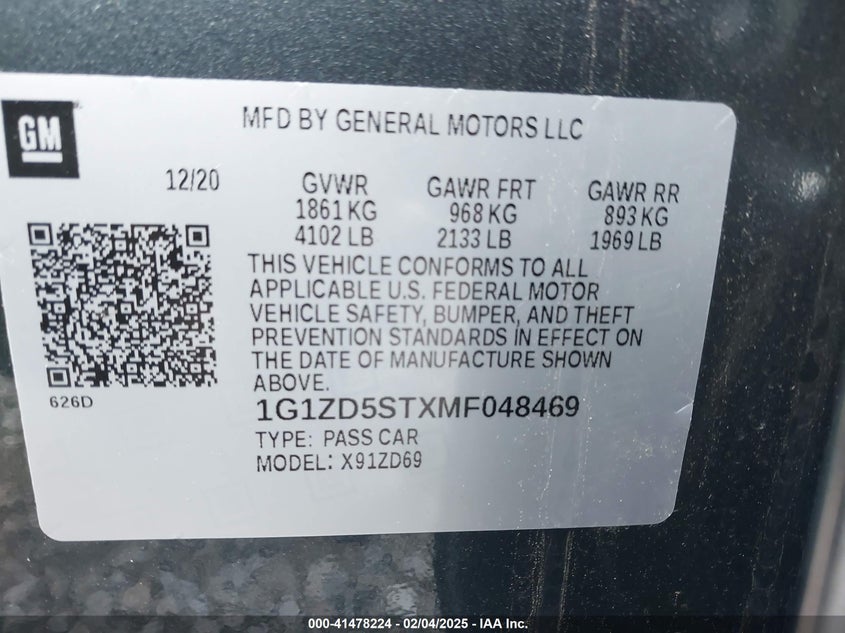 GM
MFD BY GENERAL MOTORS LLC
12/20 GVWR GAWR FRT GAWR RR
1861 KG 968 KG 893 KG
4102 LB 2133 LB 1969 LB
THIS VEHICLE CONFORMS TO ALL
APPLICABLE U.S. FEDERAL MOTOR
VEHICLE SAFETY, BUMPER, AND THEFT
PREVENTION STANDARDS IN EFFECT ON
THE DATE OF MANUFACTURE SHOWN
ABOVE.
626D
1G1ZD5STXMF048469
TYPE: PASS CAR
MODEL: X91ZD69
000-41478224 - 02/04/2025 - IAA Inc.